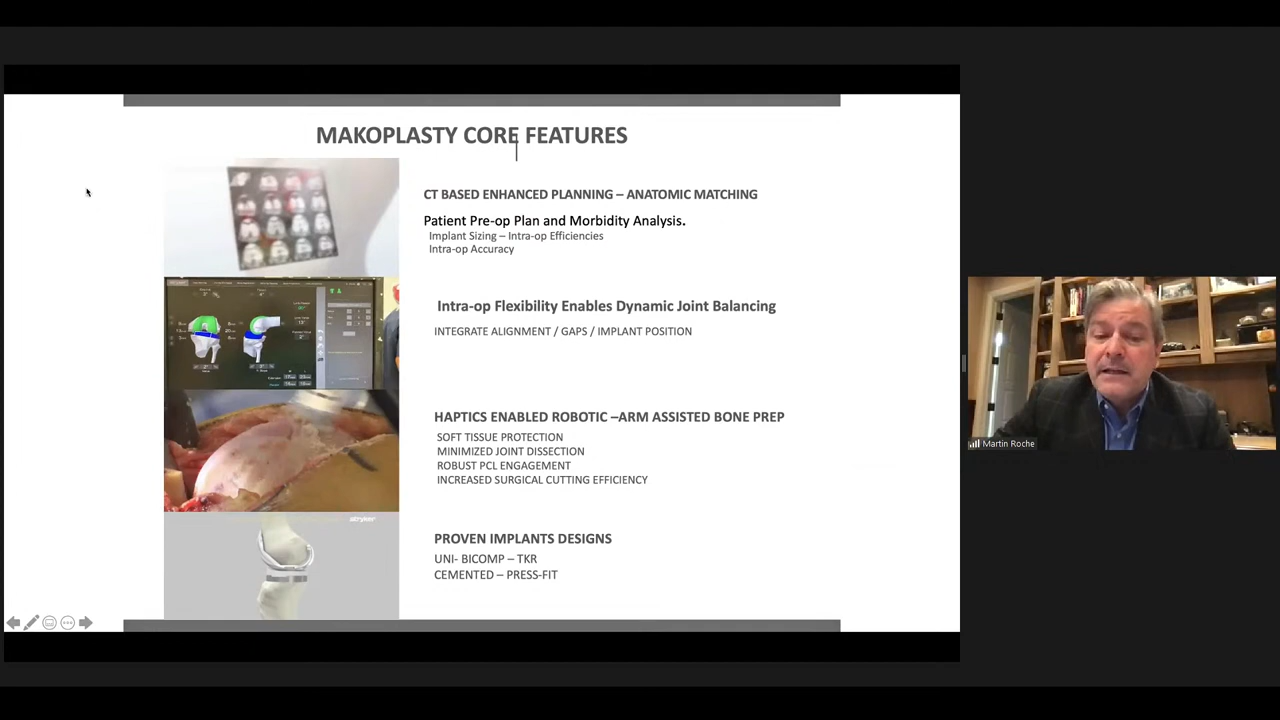 MAKOPLASTY CORE FEATURES
CT BASED ENHANCED PLANNING – ANATOMIC MATCHING
Patient Pre-op Plan and Morbidity Analysis.
Implant Sizing – Intra-op Efficiencies
Intra-op Accuracy
Intra-op Flexibility Enables Dynamic Joint Balancing
INTEGRATE ALIGNMENT / GAPS / IMPLANT POSITION
HAPTICS ENABLED ROBOTIC –ARM ASSISTED BONE PREP
SOFT TISSUE PROTECTION
MINIMIZED JOINT DISSECTION
ROBUST PCL ENGAGEMENT
INCREASED SURGICAL CUTTING EFFICIENCY
stryker
PROVEN IMPLANTS DESIGNS
UNI- BICOMP – TKR
CEMENTED – PRESS-FIT
Martin Roche